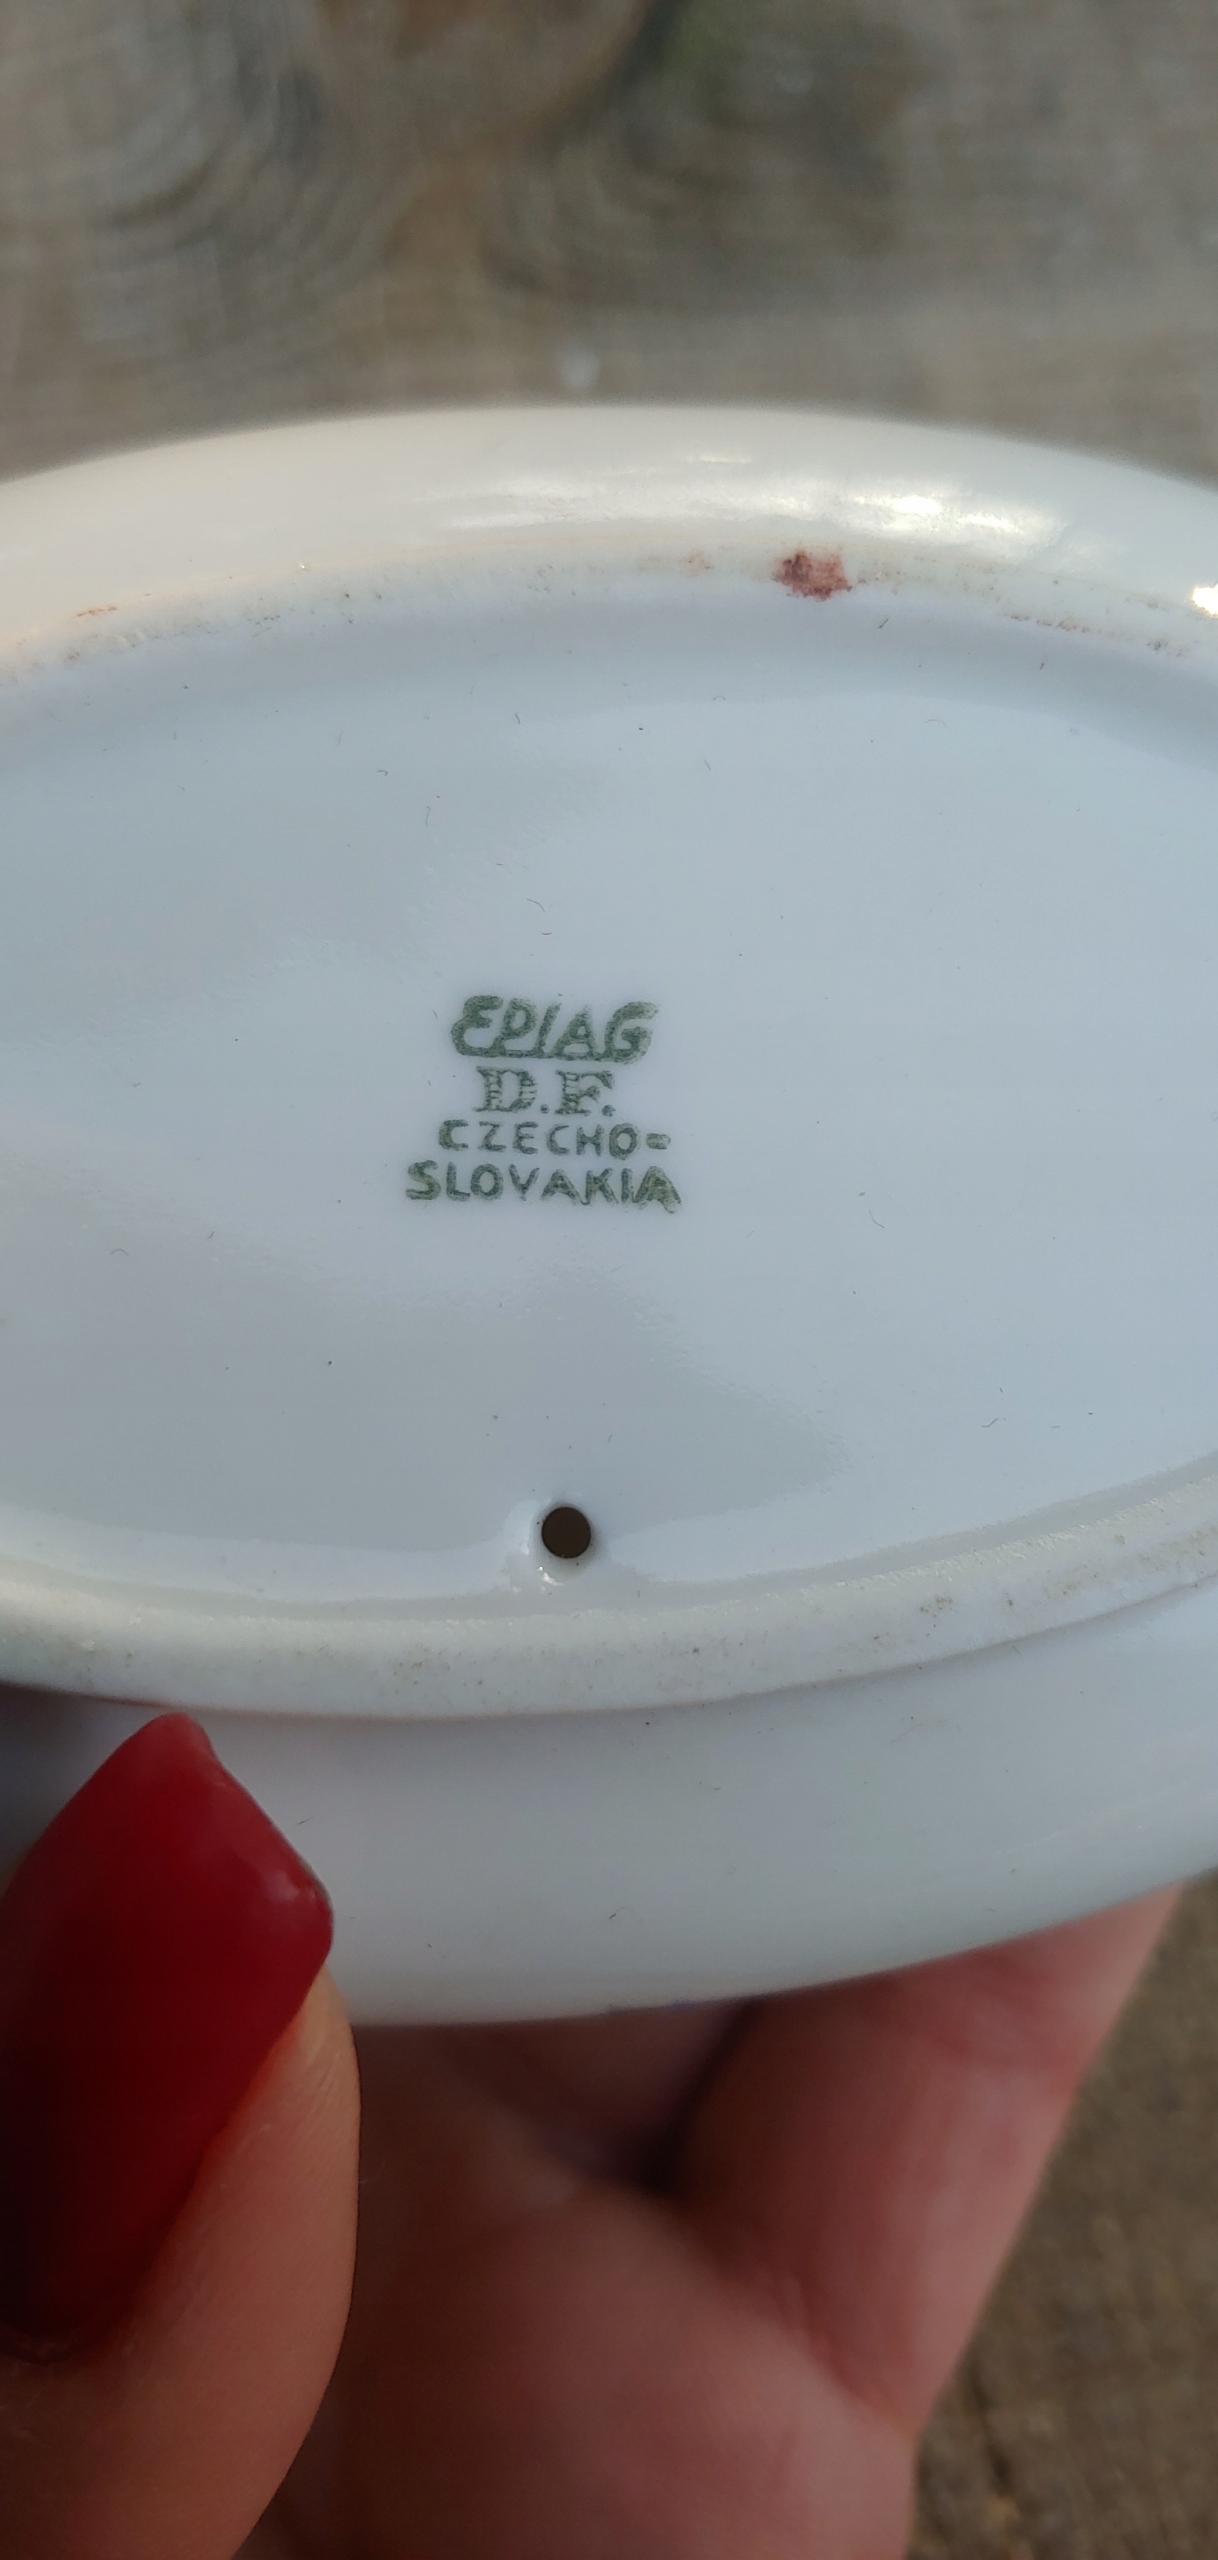 EPIAG
D.F.
CZECHO=
SLOVAKIA